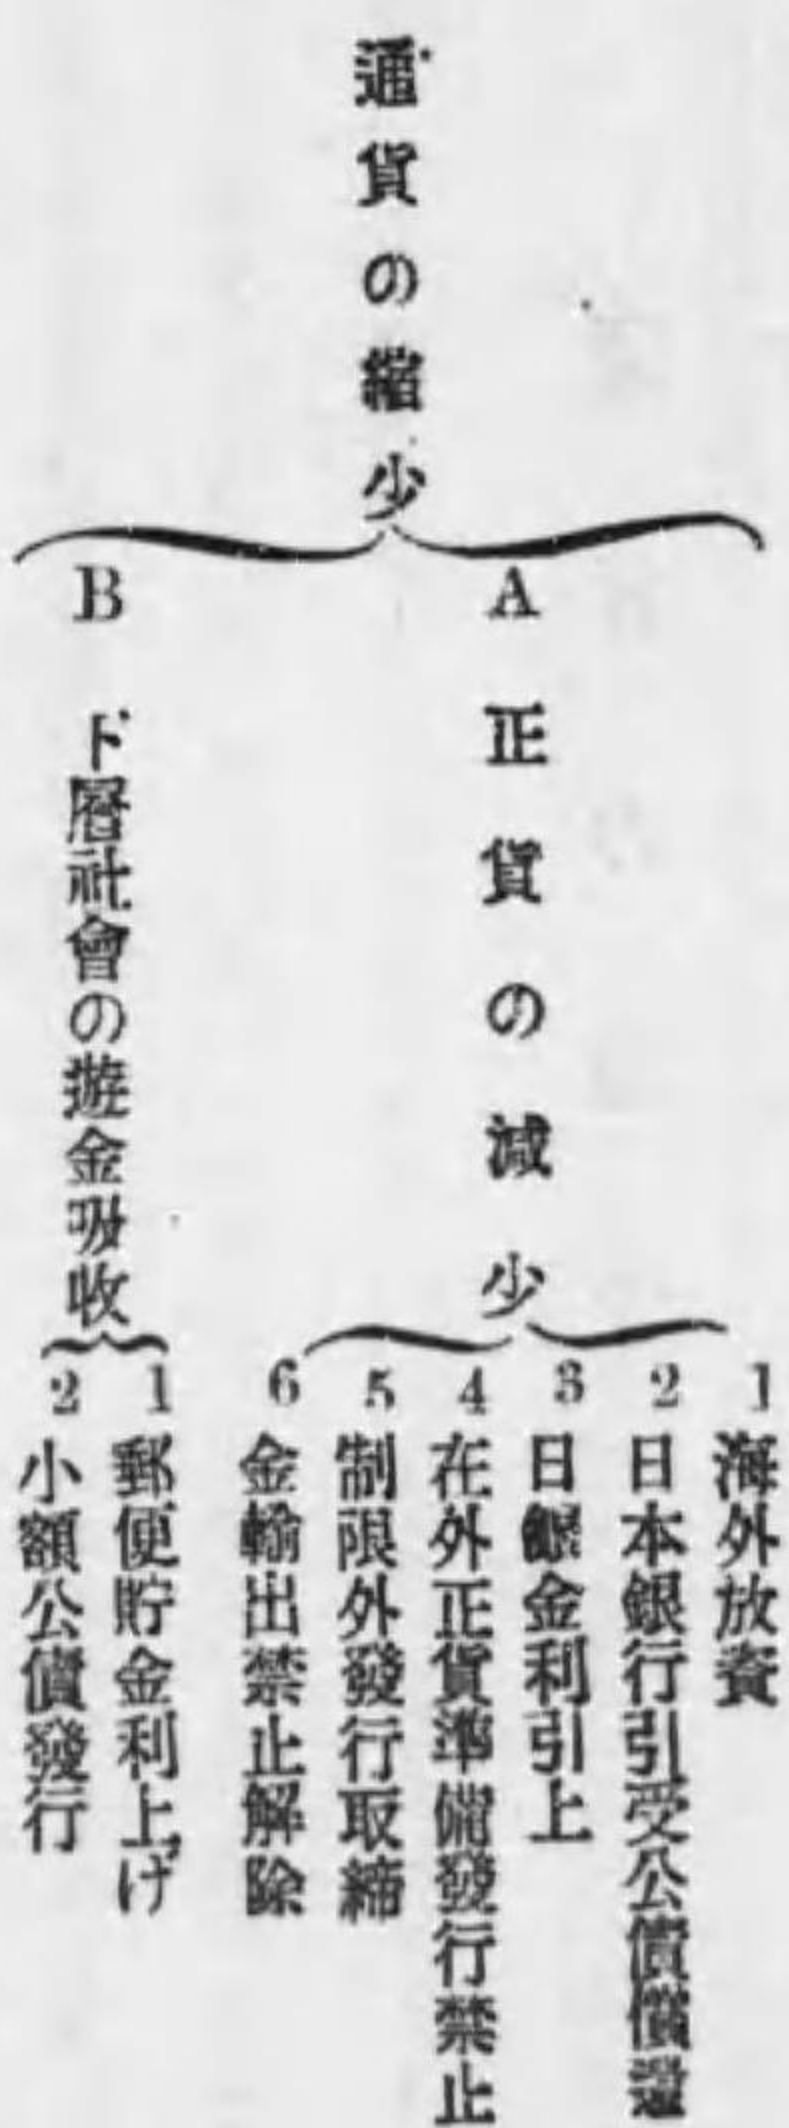 通貨の縮少
A 正貨の減少
1 海外放資
2 日本銀行引受公債償還
3 日銀金利引上
4 在外正貨準備發行禁止
5 制限外發行取締
6 金輸出禁止解除
B 下層社會の遊金吸收
1 郵便貯金利上げ
2 小額公債發行